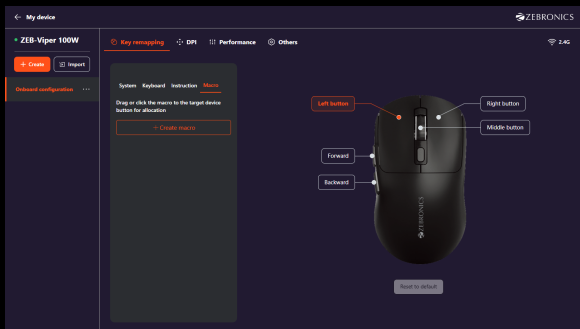 My device
ZEBRONICS
ZEB-Viper 100W
Key remapping
DPI
Performance
Others
2.4G
+ Create
Import
Onboard configuration
System Keyboard Instruction Macro
Drag or click the macro to the target device
button for allocation
+ Create macro
Left button
Right button
Middle button
Forward
Backward
ZEBRONICS
Reset to default